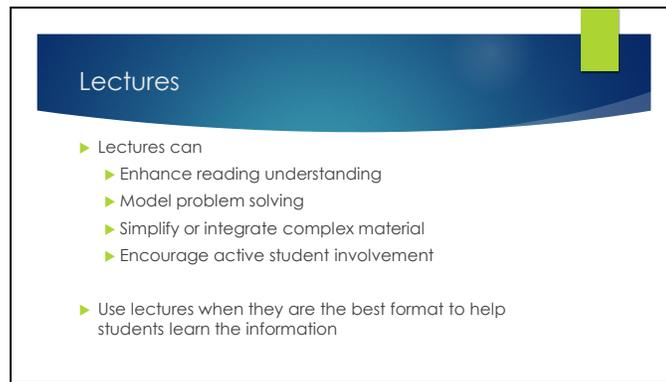 Lectures
Lectures can
Enhance reading understanding
Model problem solving
Simplify or integrate complex material
Encourage active student involvement
Use lectures when they are the best format to help
students learn the information